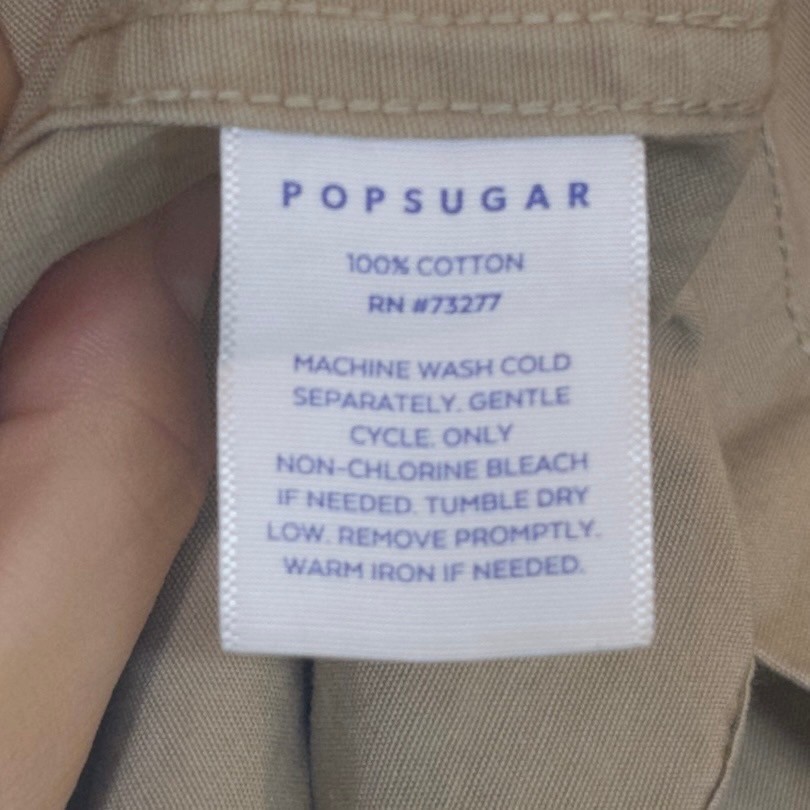 POPSUGAR
100% COTTON
RN #73277
MACHINE WASH COLD
SEPARATELY. GENTLE
CYCLE. ONLY
NON-CHLORINE BLEACH
IF NEEDED. TUMBLE DRY
LOW. REMOVE PROMPTLY.
WARM IRON IF NEEDED.